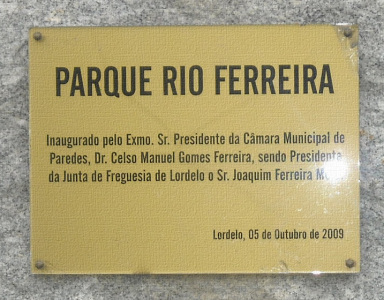 PARQUE RIO FERREIRA
Inaugurado pelo Exmo. Sr. Presidente da Câmara Municipal de
Paredes, Dr. Celso Manuel Gomes Ferreira, sendo Presidente
da Junta de Freguesia de Lordelo o Sr. Joaquim Ferreira
Lordelo, 05 de Outubro de 2009